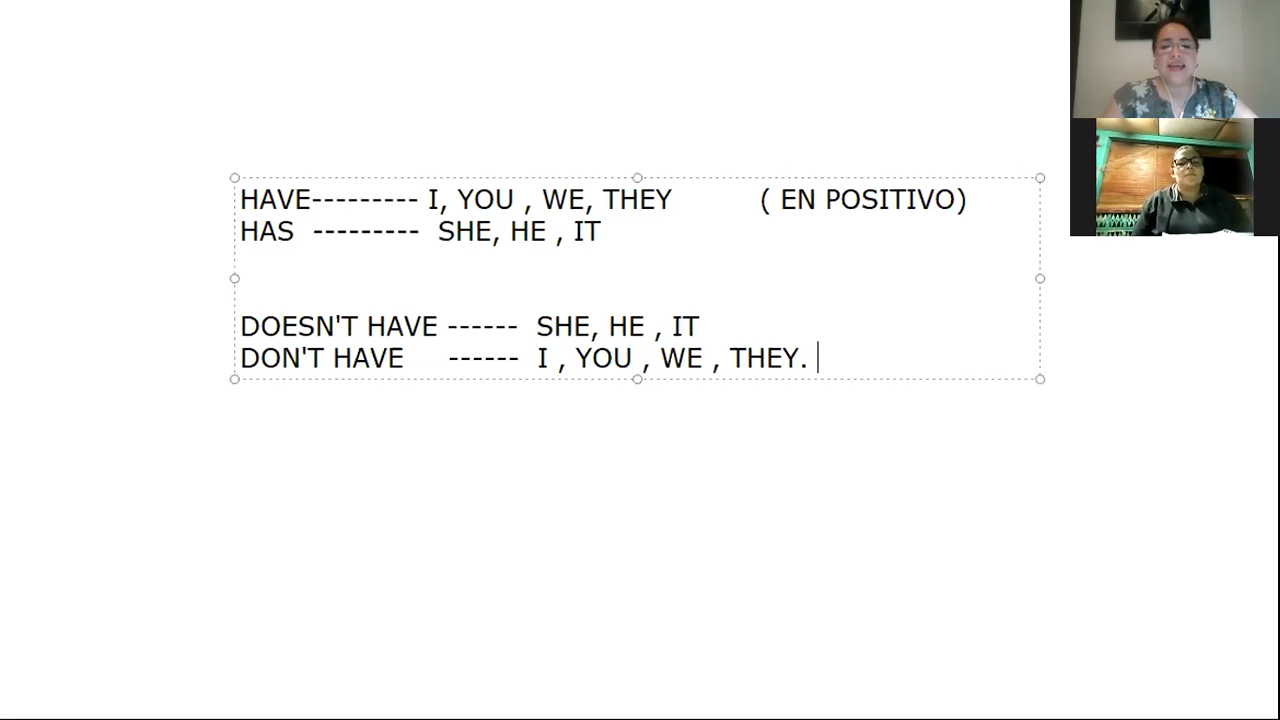 HAVE--------- I, YOU , WE, THEY ( EN POSITIVO)
HAS --------- SHE, HE , IT
DOESN'T HAVE ------ SHE, HE , IT
DON'T HAVE ------ I , YOU , WE , THEY.